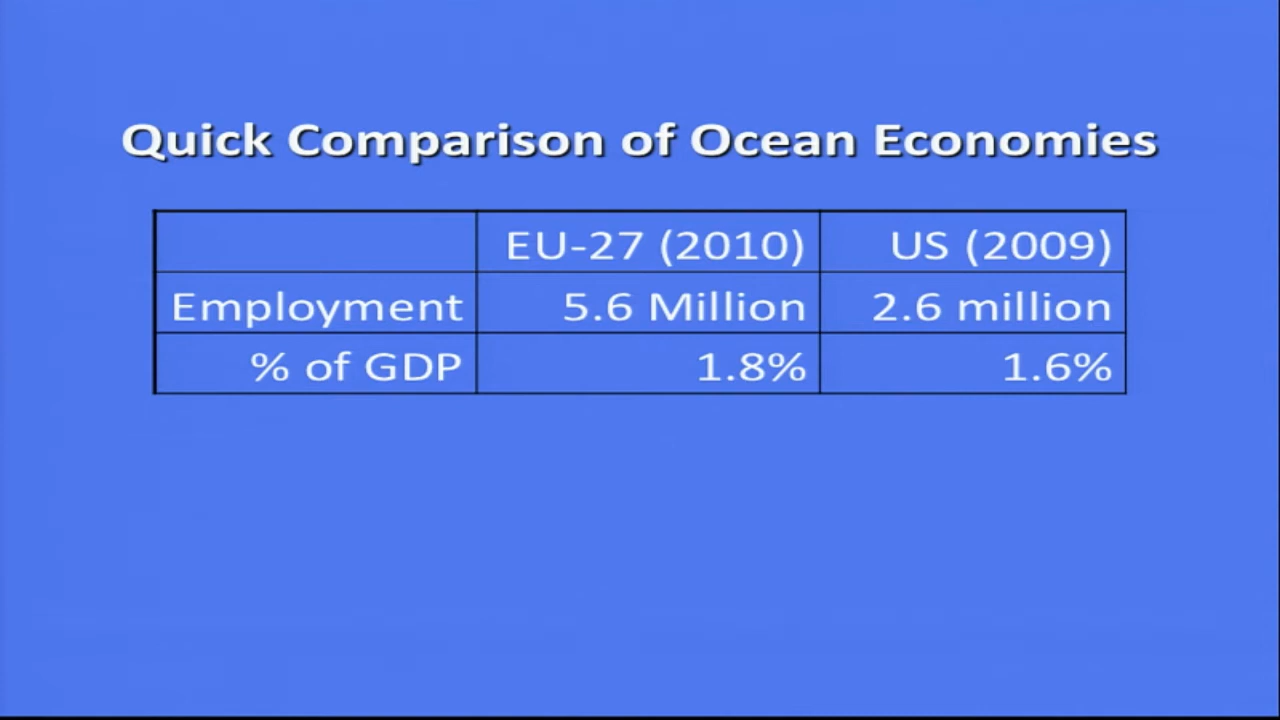 Quick Comparison of Ocean Economies
EU-27 (2010) US (2009)
Employment 5.6 Million 2.6 million
% of GDP 1.8% 1.6%